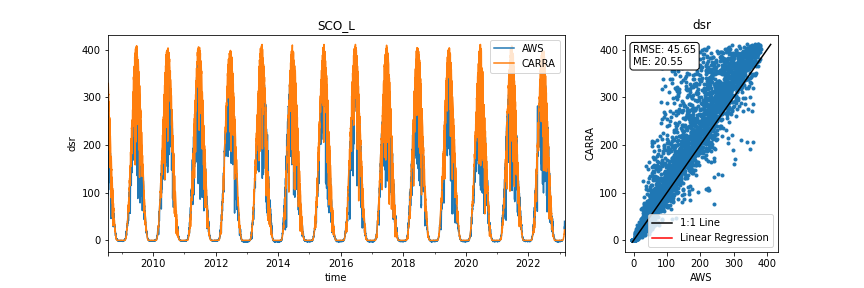 SCO_L
dsr
400
300
200
100
0
AWS
CARRA
2010
2012
2014
2016
2018
2020
2022
time
dsr
dsr
CARRA
400
300
200
100
0
RMSE: 45.65
ME: 20.55
1:1 Line
Linear Regression
0
100
200
300
400
AWS